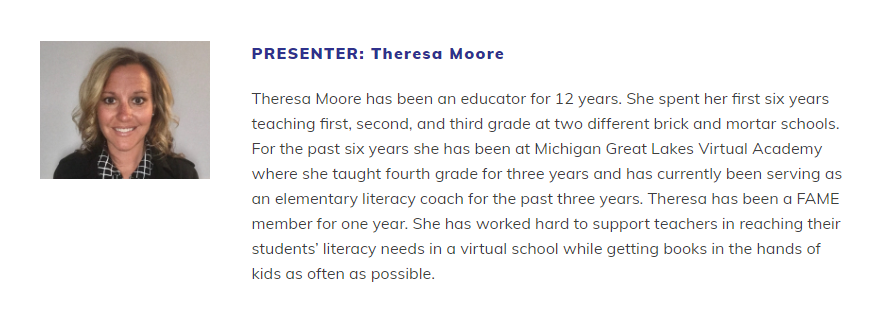 PRESENTER: Theresa Moore
Theresa Moore has been an educator for 12 years. She spent her first six years
teaching first, second, and third grade at two different brick and mortar schools.
For the past six years she has been at Michigan Great Lakes Virtual Academy
where she taught fourth grade for three years and has currently been serving as
an elementary literacy coach for the past three years. Theresa has been a FAME
member for one year. She has worked hard to support teachers in reaching their
students’ literacy needs in a virtual school while getting books in the hands of
kids as often as possible.